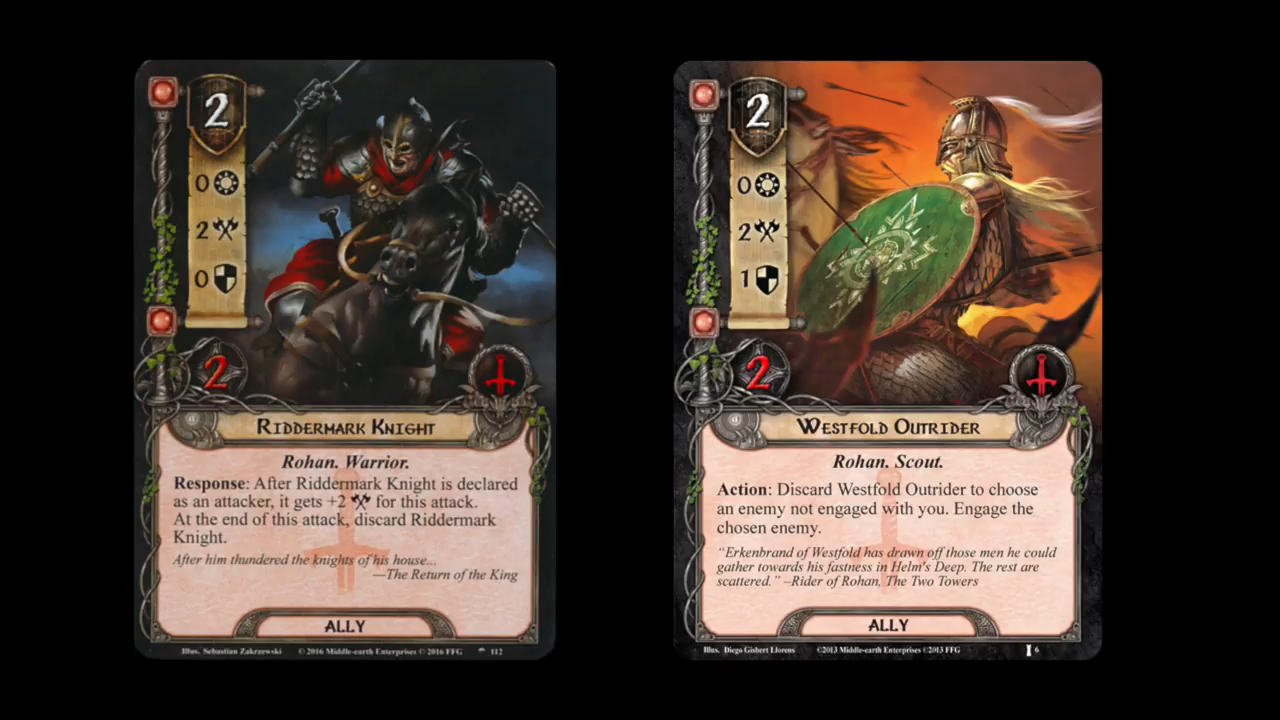 2
0
2
0
2
RIDDERMARK KNIGHT
Rohan. Warrior.
Response: After Riddermark Knight is declared
as an attacker, it gets +2 for this attack.
At the end of this attack, discard Riddermark
Knight.
After him thundered the knights of his house...
—The Return of the King
ALLY
Illus. Sebastian Zakrzewski © 2016 Middle-earth Enterprises © 2016 FFG 112
2
0
2
1
2
WESTFOLD OUTRIDER
Rohan. Scout.
Action: Discard Westfold Outrider to choose
an enemy not engaged with you. Engage the
chosen enemy.
“Erkenbrand of Westfold has drawn off those men he could
gather towards his fastness in Helm's Deep. The rest are
scattered.” –Rider of Rohan, The Two Towers
ALLY
Illus. Diego Gisbert Llorens ©2013 Middle-earth Enterprises ©2013 FFG 6